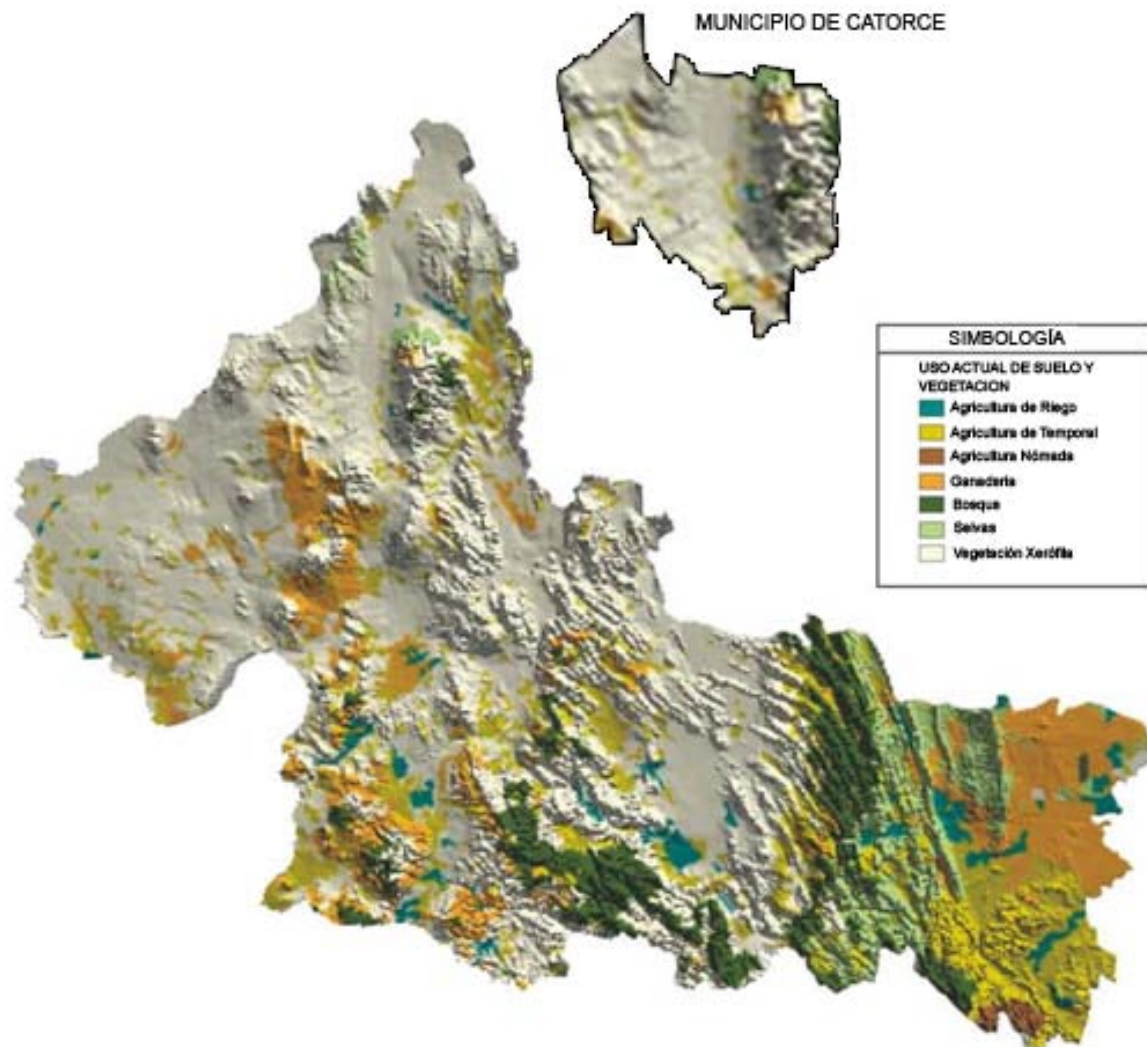 MUNICIPIO DE CATORCE
SIMBOLOGÍA
USO ACTUAL DE SUELO Y
VEGETACION
Agricultura de Riego
Agricultura de Temporal
Agricultura Nómada
Ganadería
Bosque
Selvas
Vegetación Xerófila